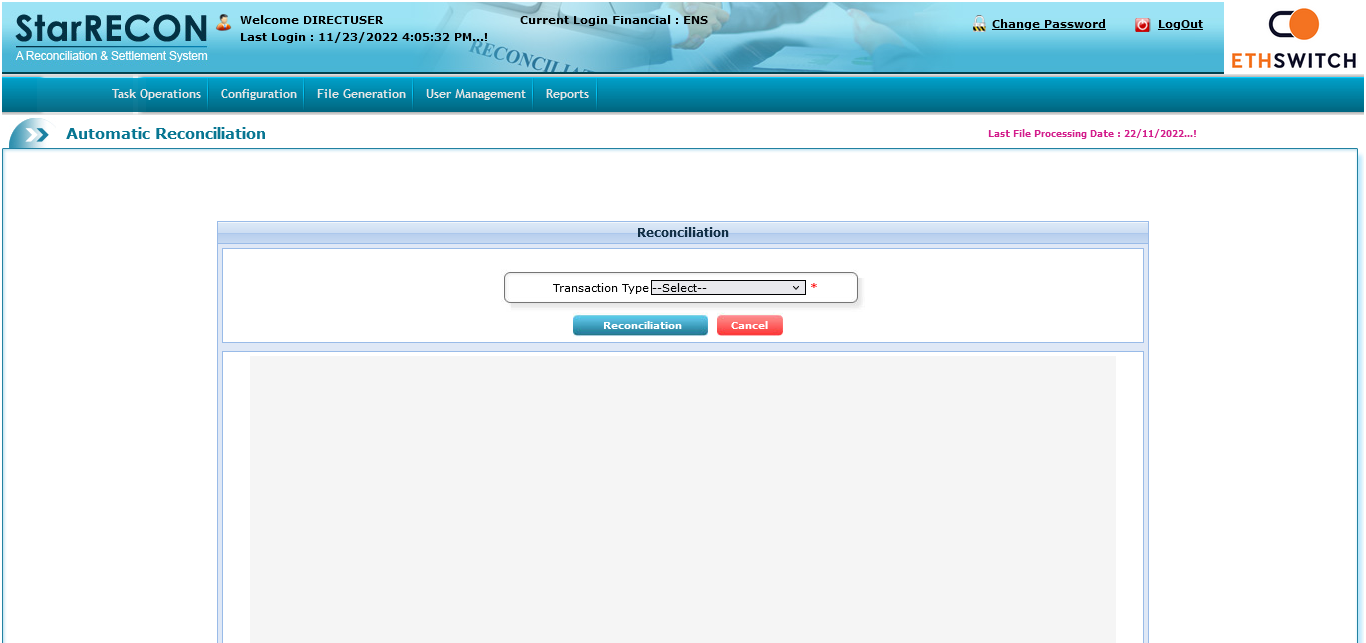 StarRECON
A Reconciliation & Settlement System
Welcome DIRECTUSER
Last Login : 11/23/2022 4:05:32 PM...!
Current Login Financial : ENS
Change Password
LogOut
ETHSWITCH
Task Operations
Configuration
File Generation
User Management
Reports
Automatic Reconciliation
Last File Processing Date : 22/11/2022...!
Reconciliation
Transaction Type --Select-- *
Reconciliation
Cancel